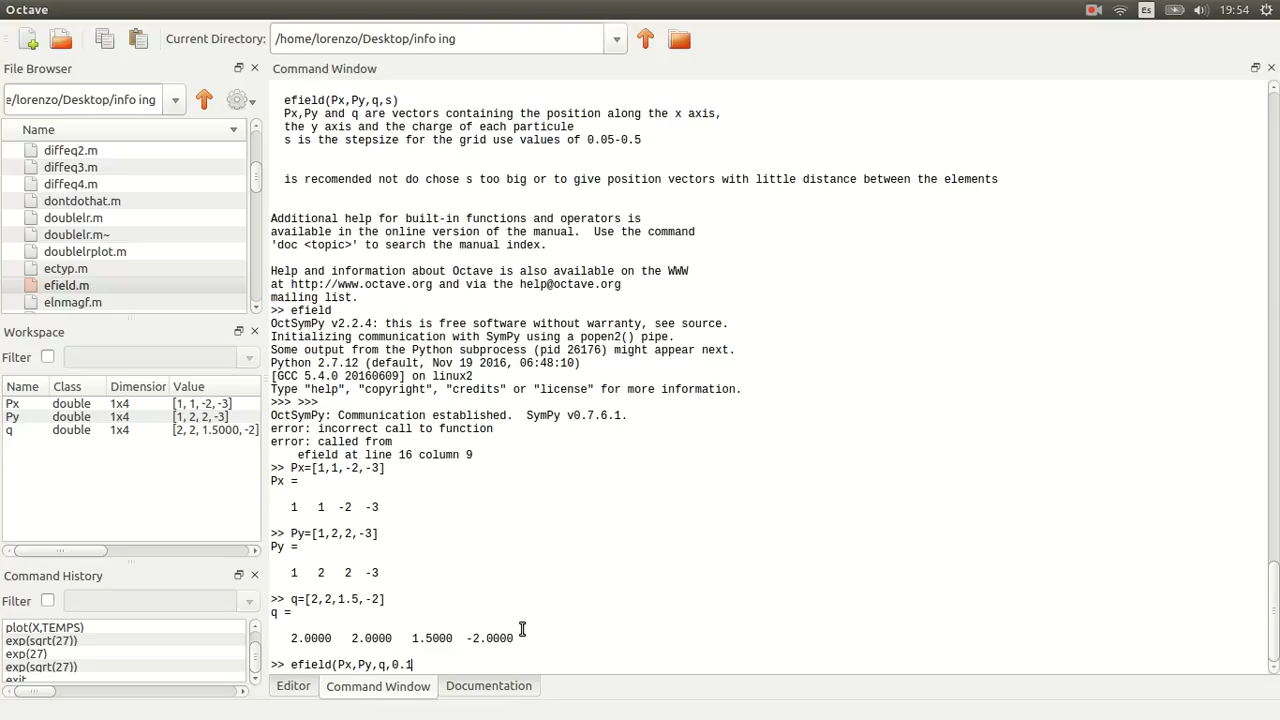 Octave
Es
19:54
Current Directory:
/home/lorenzo/Desktop/info ing
File Browser
e/lorenzo/Desktop/info ing
Name
diffeq2.m
diffeq3.m
diffeq4.m
dontdothat.m
doublelr.m
doublelr.m~
doublelrplot.m
ectyp.m
efield.m
elnmagf.m
Workspace
Filter
Name Class Dimension Value
Px double 1x4 [1, 1, -2, -3]
Py double 1x4 [1, 2, 2, -3]
q double 1x4 [2, 2, 1.5000, -2]
Command History
Filter
plot(X,TEMPS)
exp(sqrt(27))
exp(27)
exp(sqrt(27))
exit
Command Window
efield(Px,Py,q,s)
Px,Py and q are vectors containing the position along the x axis,
the y axis and the charge of each particule
s is the stepsize for the grid use values of 0.05-0.5
is recomended not do chose s too big or to give position vectors with little distance between the elements
Additional help for built-in functions and operators is
available in the online version of the manual.  Use the command
'doc <topic>' to search the manual index.
Help and information about Octave is also available on the WWW
at http://www.octave.org and via the help@octave.org
mailing list.
>> efield
OctSymPy v2.2.4: this is free software without warranty, see source.
Initializing communication with SymPy using a popen2() pipe.
Some output from the Python subprocess (pid 26176) might appear next.
Python 2.7.12 (default, Nov 19 2016, 06:48:10)
[GCC 5.4.0 20160609] on linux2
Type "help", "copyright", "credits" or "license" for more information.
>>> >>>
OctSymPy: Communication established.  SymPy v0.7.6.1.
error: incorrect call to function
error: called from
efield at line 16 column 9
>> Px=[1,1,-2,-3]
Px =
1 1 -2 -3
>> Py=[1,2,2,-3]
Py =
1 2 2 -3
>> q=[2,2,1.5,-2]
q =
2.0000 2.0000 1.5000 -2.0000
>> efield(Px,Py,q,0.1
Editor
Command Window
Documentation